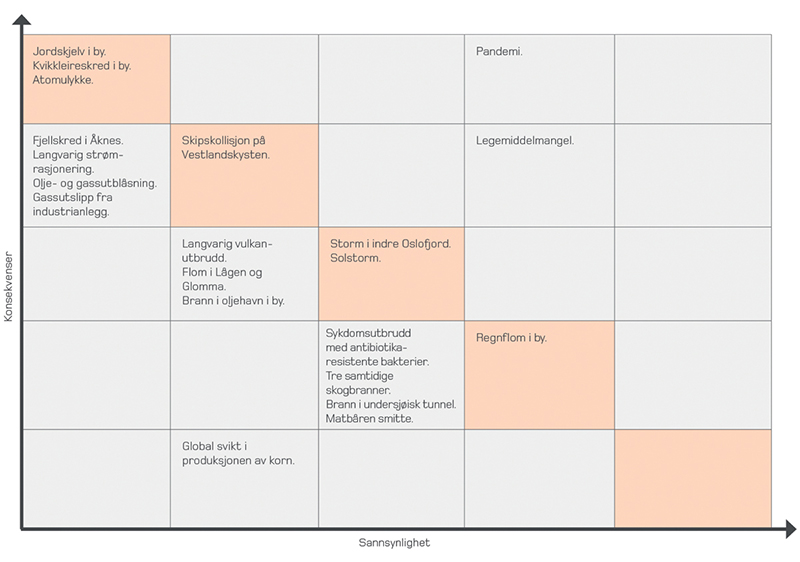 Jordskjelv i by.
Kvikkleireskred i by.
Atomulykke.
Pandemi.
Fjellskred i Åknes.
Langvarig strøm-
rasjonering.
Olje- og gassutblåsning.
Gassutslipp fra
industrianlegg.
Skipskollisjon på
Vestlandskysten.
Legemiddelmangel.
Langvarig vulkan-
utbrudd.
Flom i Lågen og
Glomma.
Brann i oljehavn i by.
Storm i indre Oslofjord.
Solstorm.
Sykdomsutbrudd
med antibiotika-
resistente bakterier.
Tre samtidige
skogbranner.
Brann i undersjøisk tunnel.
Matbåren smitte.
Regnflom i by.
Global svikt i
produksjonen av korn.
Konsekvenser
Sannsynlighet